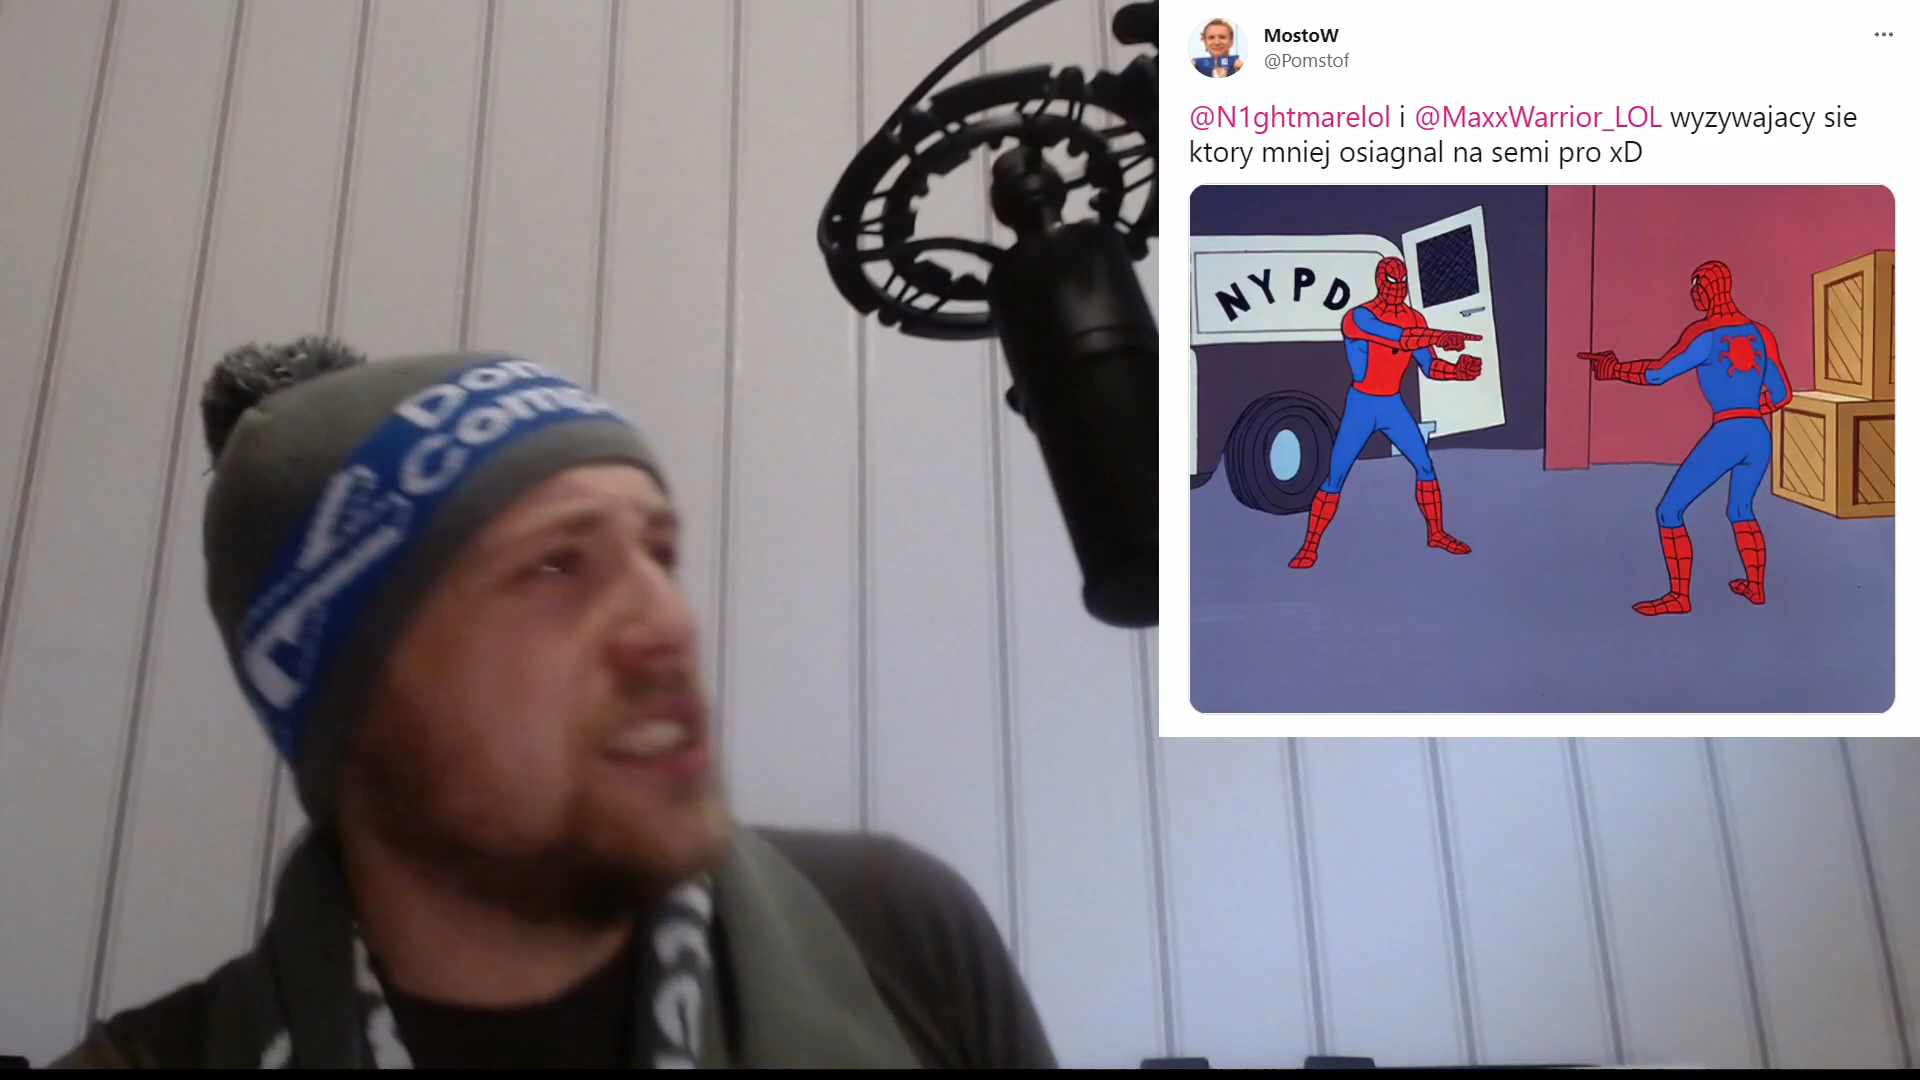 MostoW
@Pomstof
@N1ghtmarelol i @MaxxWarrior_LOL wyzywajacy sie
ktory mniej osiagnal na semi pro xD
NYPD